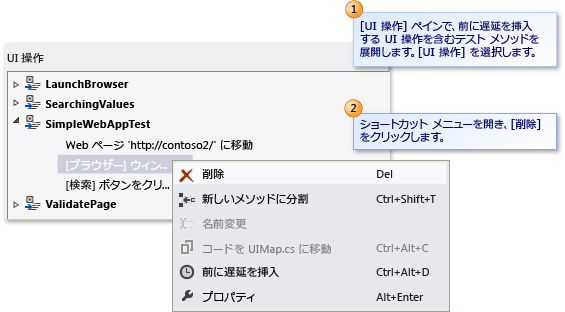 1
[UI 操作] ペインで、前に遅延を挿入
する UI 操作を含むテスト メソッドを
展開します。[UI 操作] を選択します。
UI 操作
LaunchBrowser
SearchingValues
2
SimpleWebAppTest
ショートカット メニューを開き、[削除]
をクリックします。
Web ページ 'http://contoso2/' に移動
[ブラウザー] ウィン...
[検索] ボタンをクリ...
ValidatePage
削除 Del
新しいメソッドに分割 Ctrl+Shift+T
名前変更
コードを UIMap.cs に移動 Ctrl+Alt+C
前に遅延を挿入 Ctrl+Alt+D
プロパティ Alt+Enter